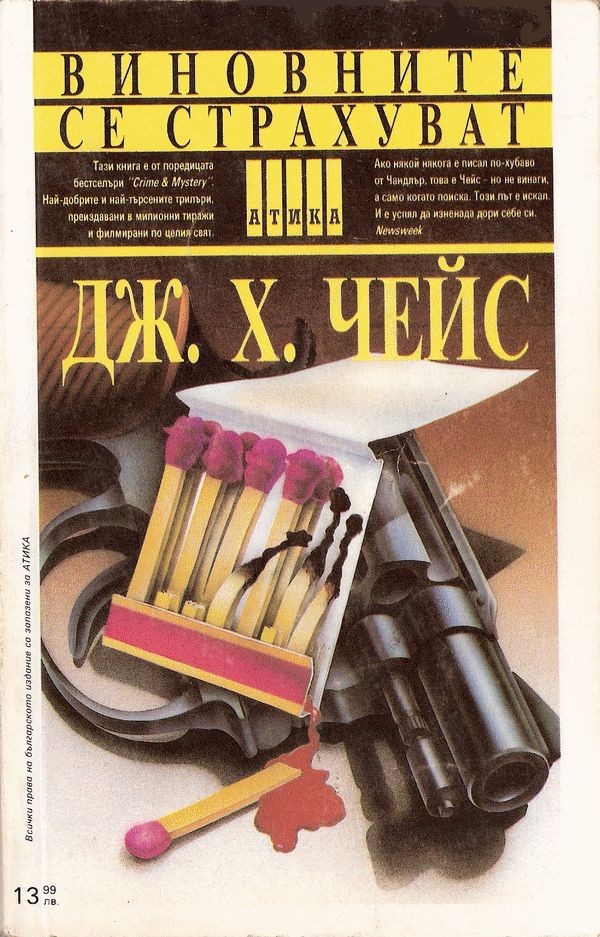 ВИНОВНИТЕ
СЕ СТРАХУВАТ
Тази книга е от поредицата
бестселъри "Crime & Mystery".
Най-добрите и най-търсените трилъри,
преиздавани в милионни тиражи
и филмирани по целия свят.
АТИКА
Ако някой някога е писал по-хубаво
от Чандлър, това е Чейс - но не винаги,
а само когато поиска. Този път е искал.
И е успял да изненада дори себе си.
Newsweek
ДЖ. Х. ЧЕЙС
Всички права на българското издание са запазени за АТИКА
13 99 лв.